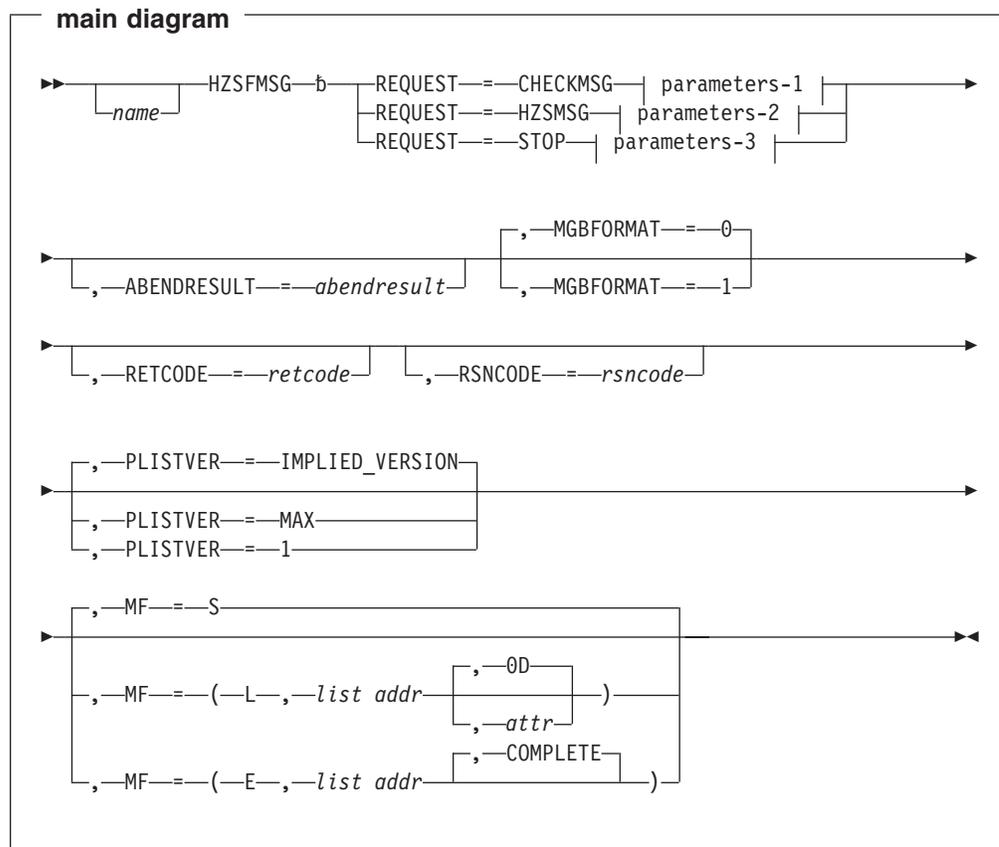 main diagram
HZSFMSG ƀ REQUEST = CHECKMSG parameters-1
name REQUEST = HZSMSG parameters-2
REQUEST = STOP parameters-3
, MGBFORMAT = 0
, ABENDRESULT = abendresult , MGBFORMAT = 1
, RETCODE = retcode , RSNCODE = rsncode
, PLISTVER = IMPLIED_VERSION
, PLISTVER = MAX
, PLISTVER = 1
, MF = S
, 0D
, MF = ( L , list addr )
, attr
, COMPLETE
, MF = ( E , list addr )